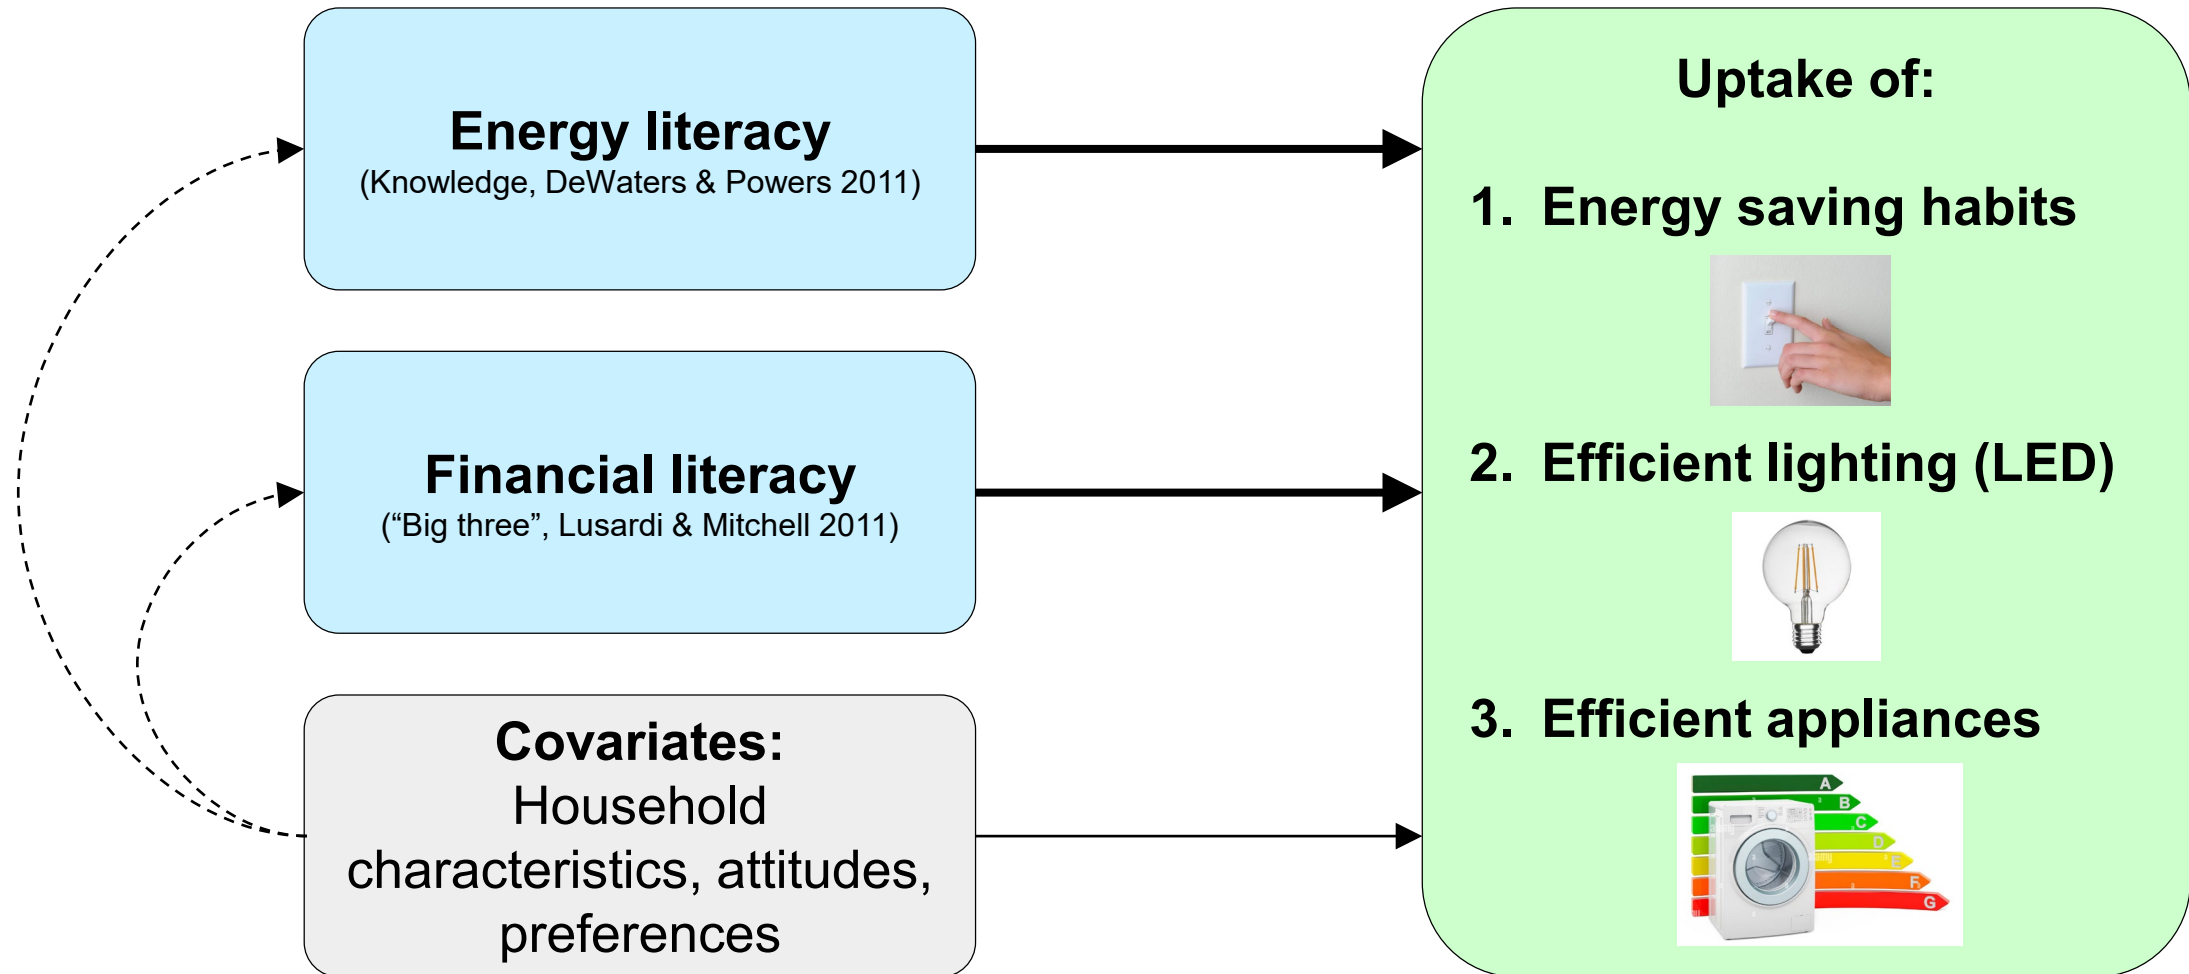 Energy literacy
(Knowledge, DeWaters & Powers 2011)
Financial literacy
(“Big three”, Lusardi & Mitchell 2011)
Covariates:
Household
characteristics, attitudes,
preferences
Uptake of:
1. Energy saving habits
2. Efficient lighting (LED)
3. Efficient appliances
A
B
C
D
E
F
G